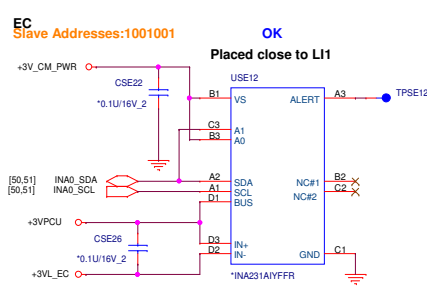 EC
Slave Addresses:1001001
OK
Placed close to LI1
+3V_CM_PWR
CSE22
*0.1U/16V_2
USE12
B1
VS
ALERT
A3
TPSE12
C3
A1
B3
A0
[50,51]
INA0_SDA
A2
SDA
NC#1
B2
[50,51]
INA0_SCL
A1
SCL
NC#2
C2
D1
BUS
+3VPCU
CSE26
*0.1U/16V_2
D3
IN+
D2
IN-
GND
C1
+3VL_EC
*INA231AIYFFR